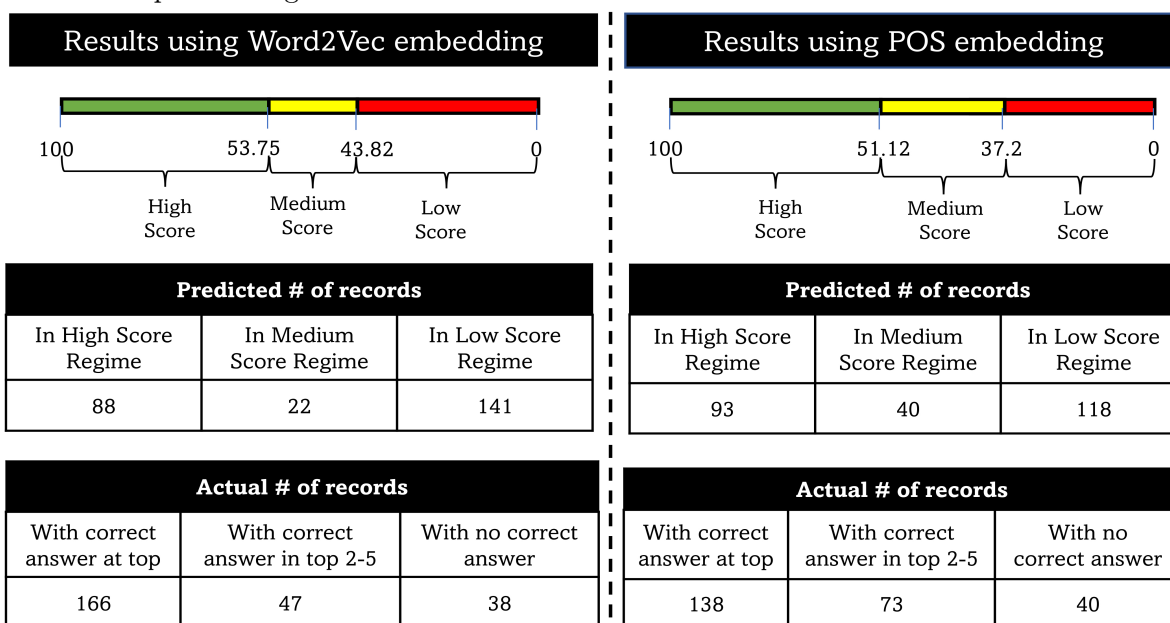 Results using Word2Vec embedding
100 53.75 43.82 0
High Score
Medium Score
Low Score
Predicted # of records
In High Score Regime
In Medium Score Regime
In Low Score Regime
88 22 141
Actual # of records
With correct answer at top
With correct answer in top 2-5
With no correct answer
166 47 38
Results using POS embedding
100 51.12 37.2 0
High Score
Medium Score
Low Score
Predicted # of records
In High Score Regime
In Medium Score Regime
In Low Score Regime
93 40 118
Actual # of records
With correct answer at top
With correct answer in top 2-5
With no correct answer
138 73 40